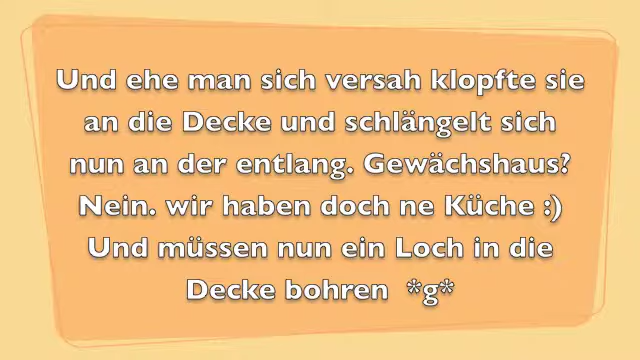 Und ehe man sich versah klopfte sie
an die Decke und schlängelt sich
nun an der entlang. Gewächshaus?
Nein. wir haben doch ne Küche :)
Und müssen nun ein Loch in die
Decke bohren  *g*